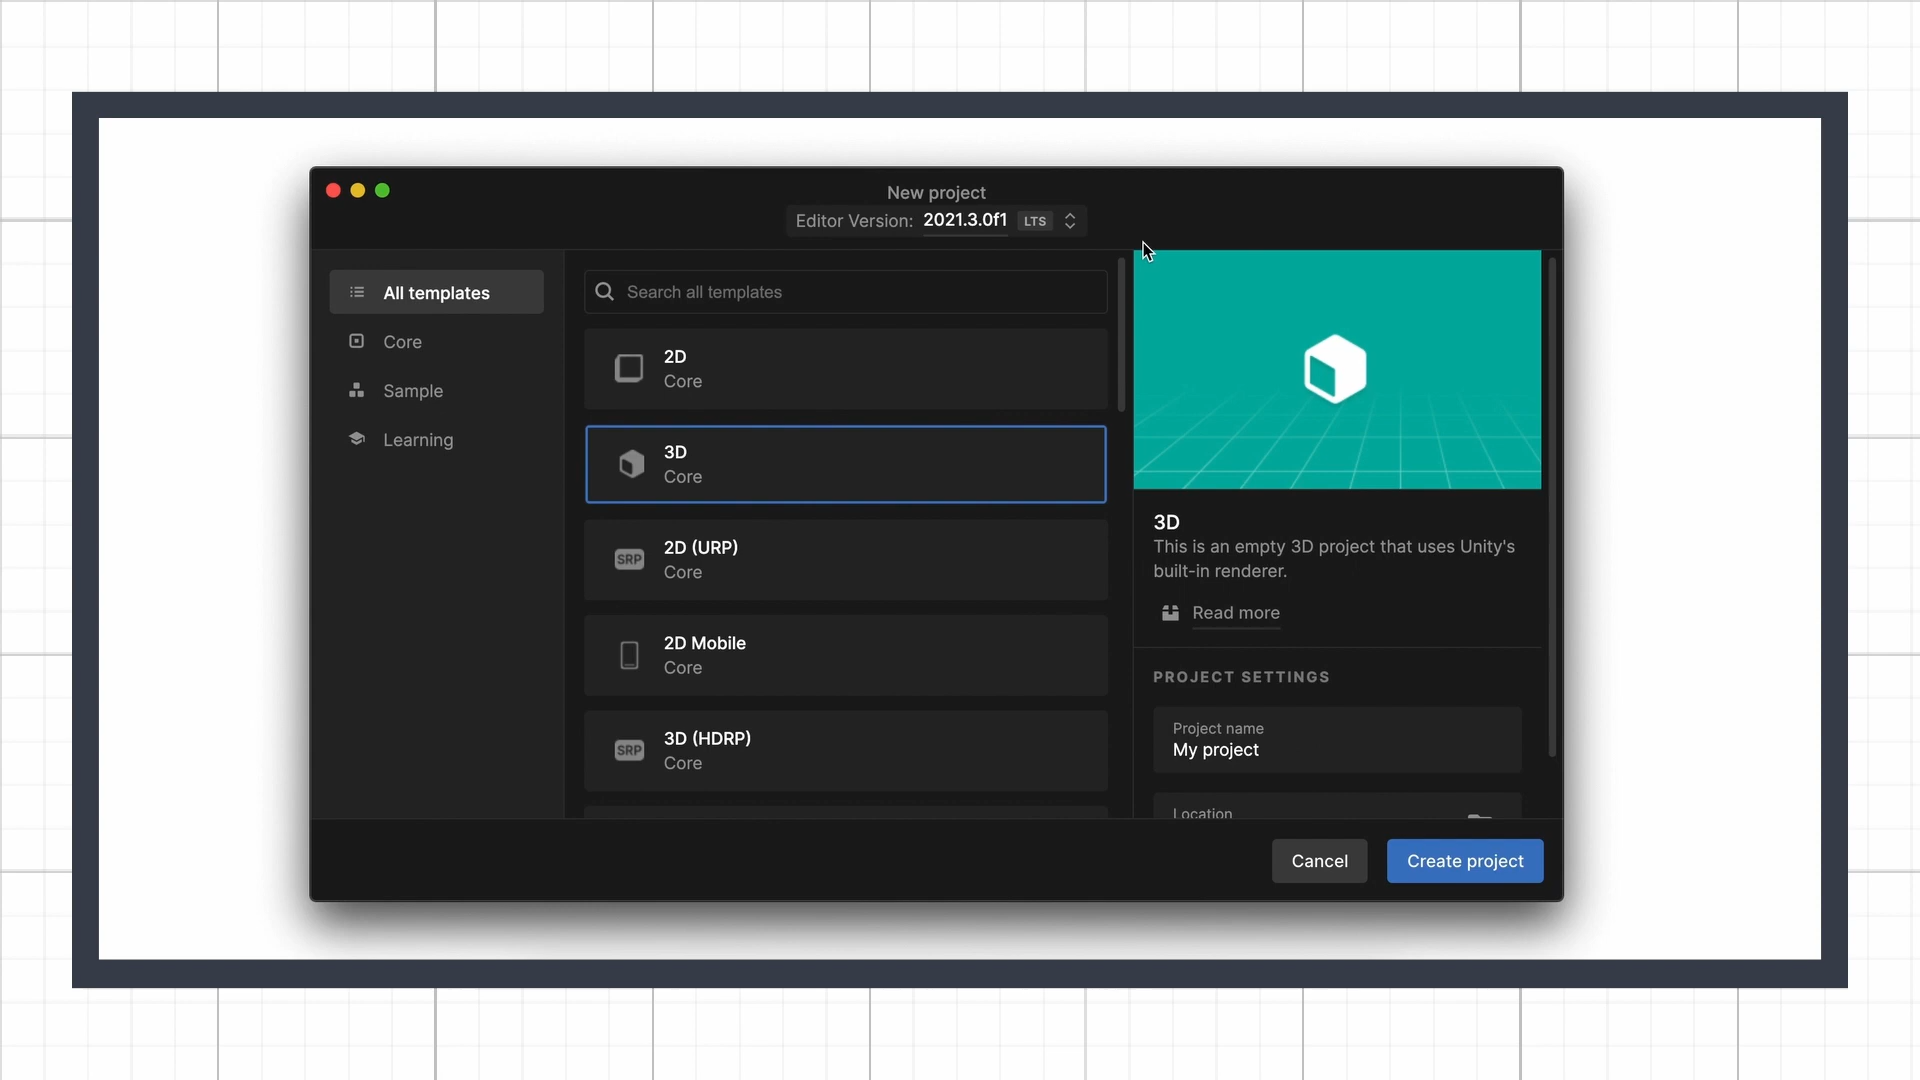 New project
Editor Version: 2021.3.0f1 LTS
All templates
Core
Sample
Learning
Search all templates
2D
Core
3D
Core
SRP
2D (URP)
Core
2D Mobile
Core
SRP
3D (HDRP)
Core
3D
This is an empty 3D project that uses Unity's
built-in renderer.
Read more
PROJECT SETTINGS
Project name
My project
Location
Cancel
Create project